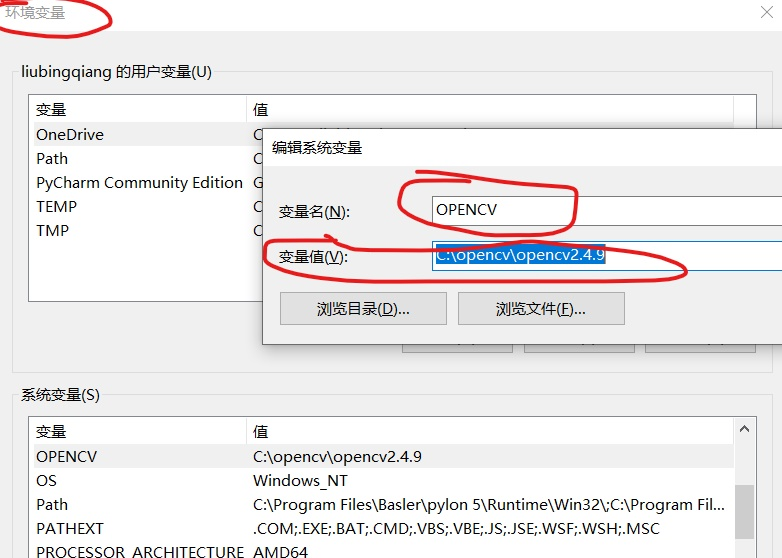 环境变量
liubingqiang 的用户变量(U)
变量 值
OneDrive
Path
PyCharm Community Edition
TEMP
TMP
编辑系统变量
变量名(N): OPENCV
变量值(V): C:\opencv\opencv2.4.9
浏览目录(D)... 浏览文件(F)...
系统变量(S)
变量 值
OPENCV C:\opencv\opencv2.4.9
OS Windows_NT
Path C:\Program Files\Basler\pylon 5\Runtime\Win32\;C:\Program Fil...
PATHEXT .COM;.EXE;.BAT;.CMD;.VBS;.VBE;.JS;.JSE;.WSF;.WSH;.MSC
PROCESSOR_ARCHITECTURE AMD64